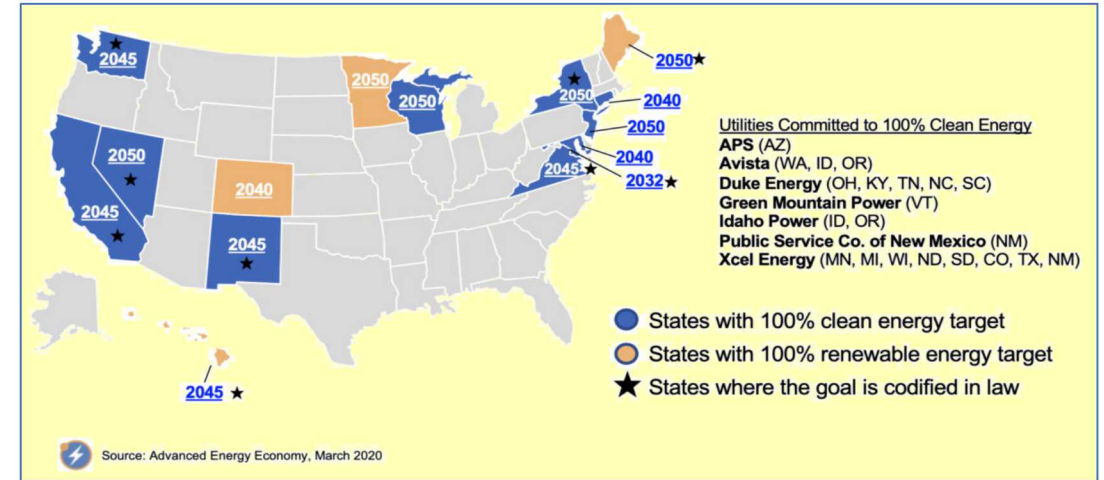 2045
2050
2050
2050★
2050
2040
2050
2040
2045 ★
2032★
2050
2045
2040
2045
2045 ★
Utilities Committed to 100% Clean Energy
APS (AZ)
Avista (WA, ID, OR)
Duke Energy (OH, KY, TN, NC, SC)
Green Mountain Power (VT)
Idaho Power (ID, OR)
Public Service Co. of New Mexico (NM)
Xcel Energy (MN, MI, WI, ND, SD, CO, TX, NM)
States with 100% clean energy target
States with 100% renewable energy target
★ States where the goal is codified in law
Source: Advanced Energy Economy, March 2020